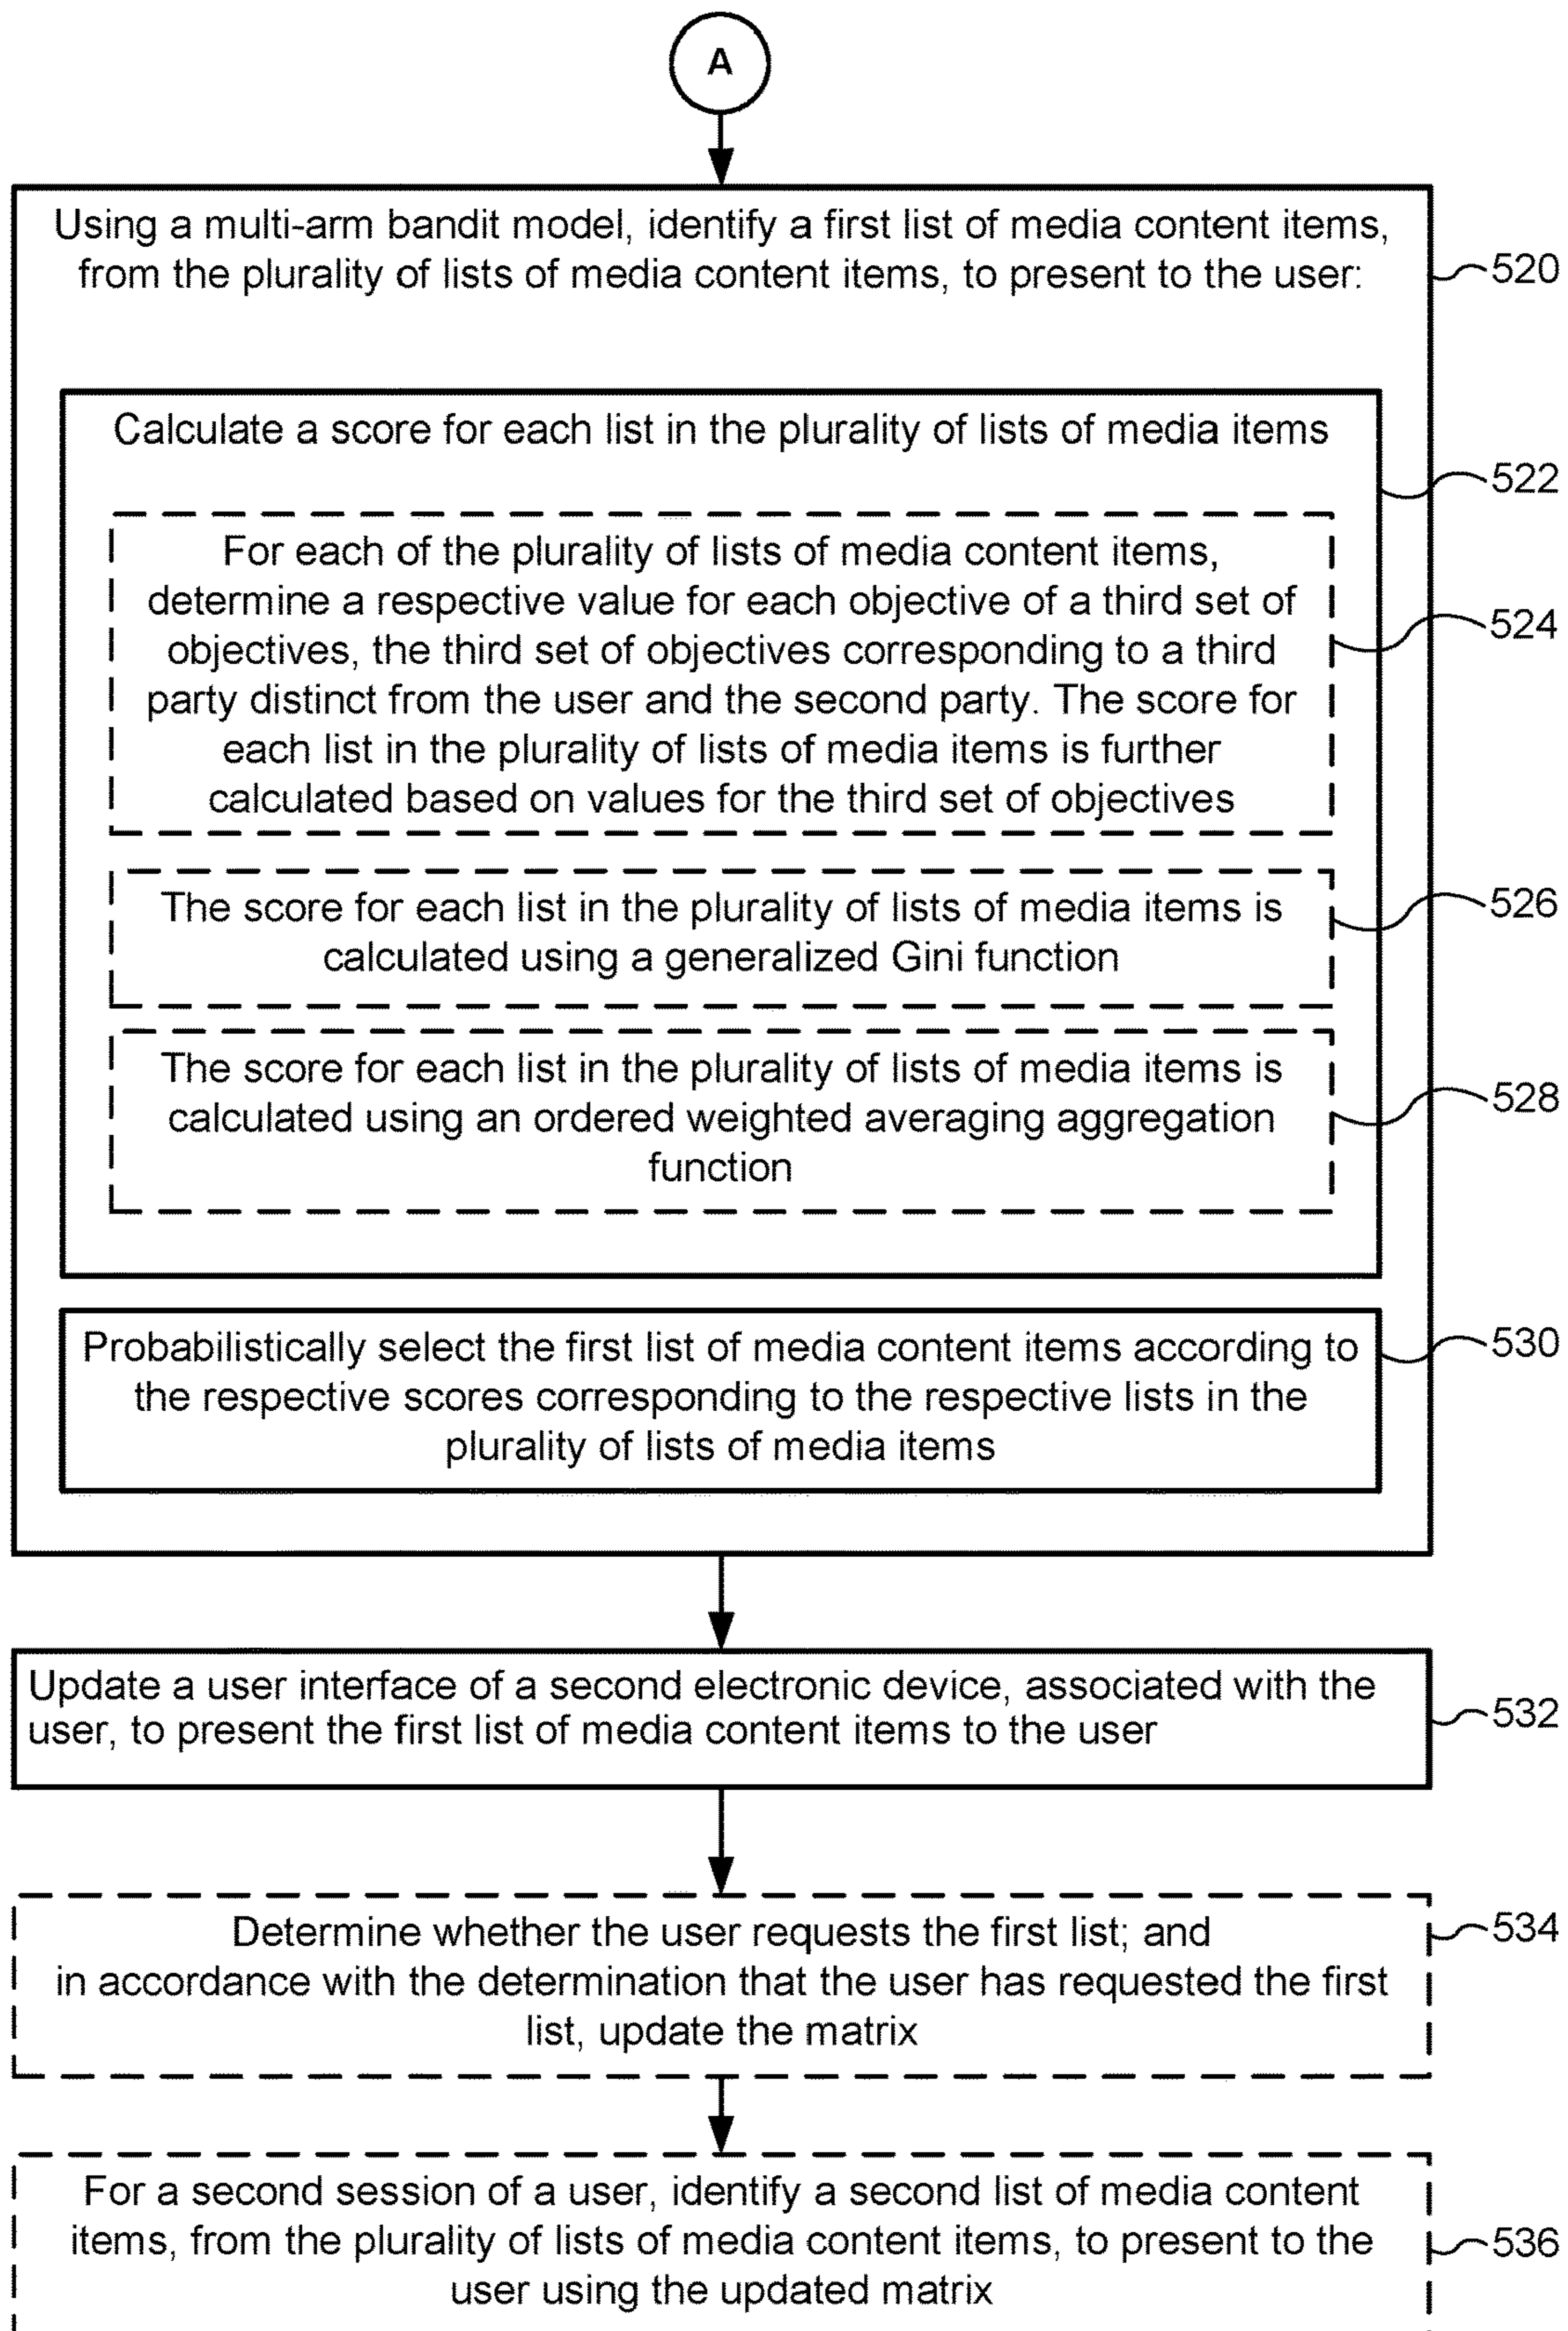 A
Using a multi-arm bandit model, identify a first list of media content items,
from the plurality of lists of media content items, to present to the user:
520
Calculate a score for each list in the plurality of lists of media items
522
For each of the plurality of lists of media content items,
determine a respective value for each objective of a third set of
objectives, the third set of objectives corresponding to a third
party distinct from the user and the second party. The score for
each list in the plurality of lists of media items is further
calculated based on values for the third set of objectives
524
The score for each list in the plurality of lists of media items is
calculated using a generalized Gini function
526
The score for each list in the plurality of lists of media items is
calculated using an ordered weighted averaging aggregation
function
528
Probabilistically select the first list of media content items according to
the respective scores corresponding to the respective lists in the
plurality of lists of media items
530
Update a user interface of a second electronic device, associated with the
user, to present the first list of media content items to the user
532
Determine whether the user requests the first list; and
in accordance with the determination that the user has requested the first
list, update the matrix
534
For a second session of a user, identify a second list of media content
items, from the plurality of lists of media content items, to present to the
user using the updated matrix
536